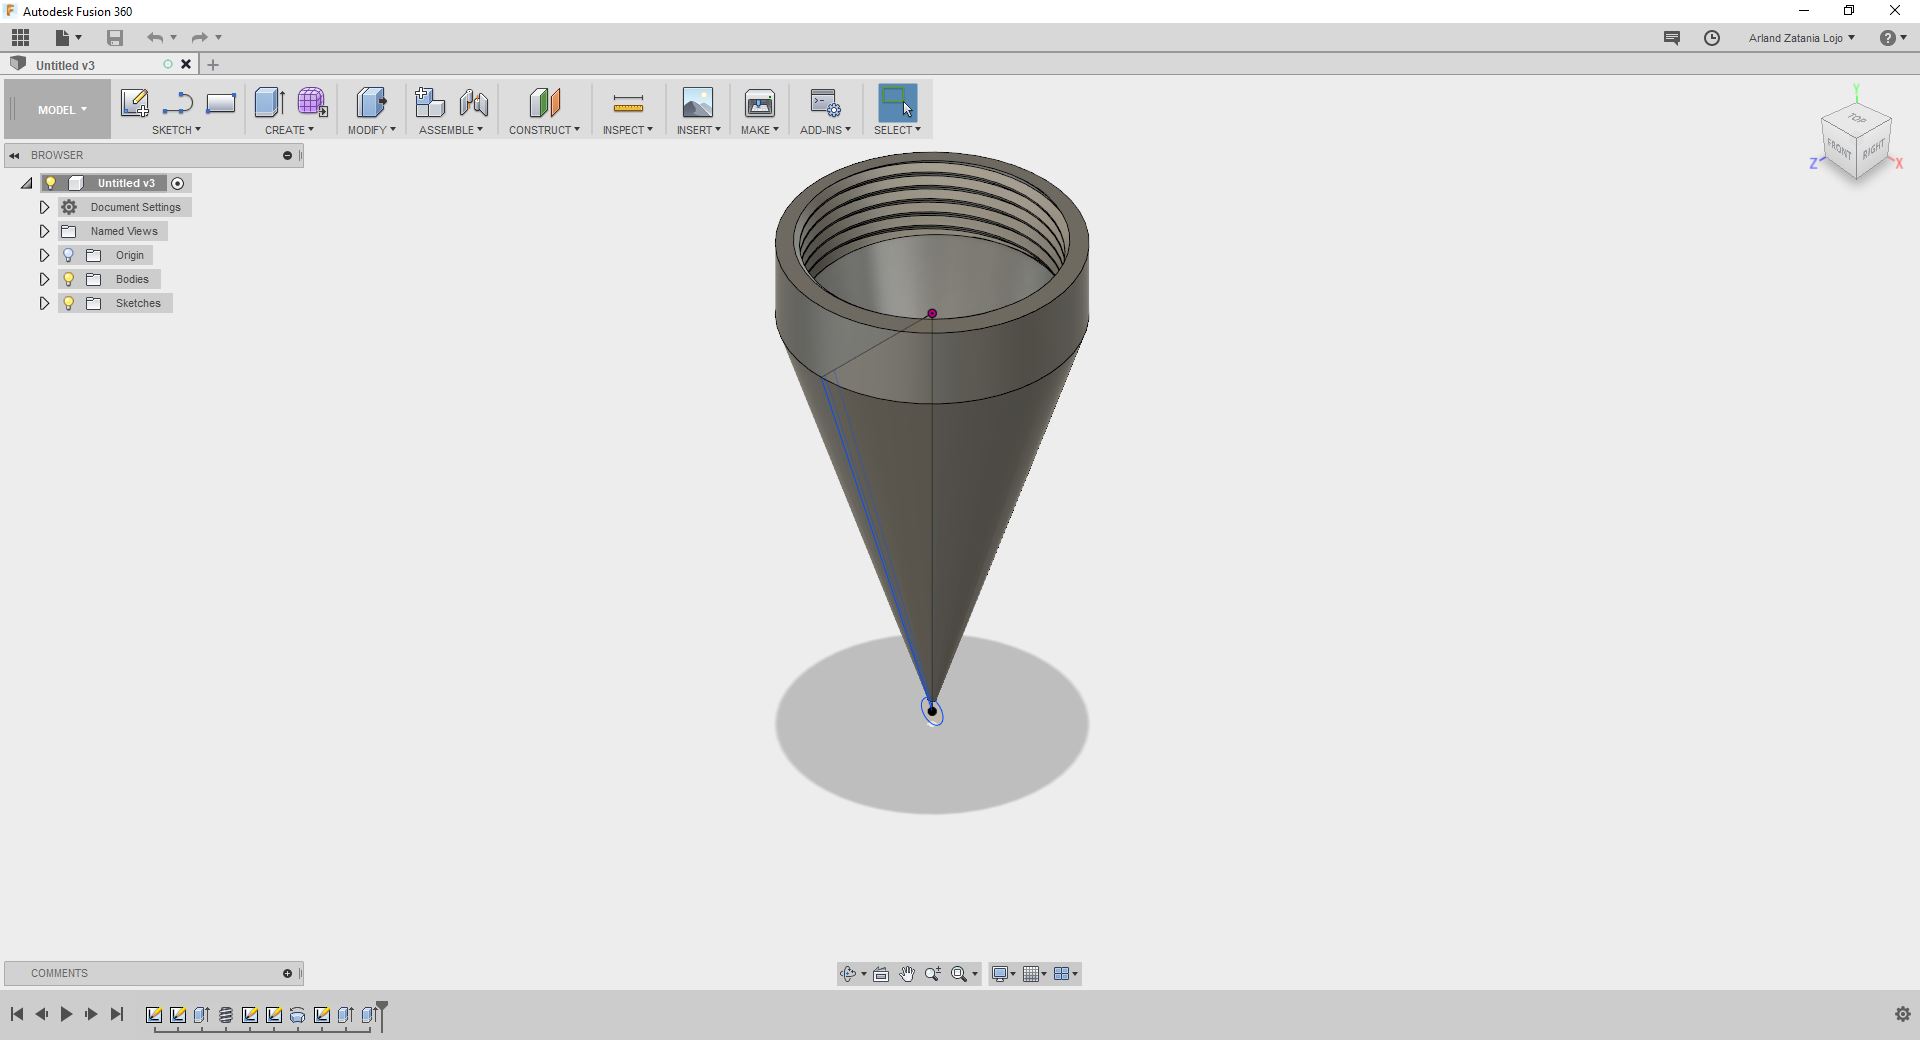 Autodesk Fusion 360
Arland Zatania Lojo
Untitled v3
MODEL
SKETCH CREATE MODIFY ASSEMBLE CONSTRUCT INSPECT INSERT MAKE ADD-INS SELECT
BROWSER
Untitled v3
Document Settings
Named Views
Origin
Bodies
Sketches
Y
TOP
FRONT RIGHT
Z X
COMMENTS